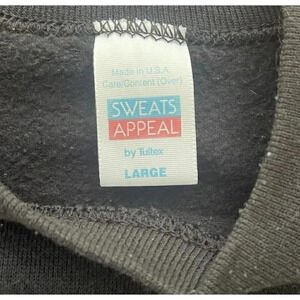 Made in U.S.A.
Care/Content (Over)
SWEATS
APPEAL
by Tultex
LARGE